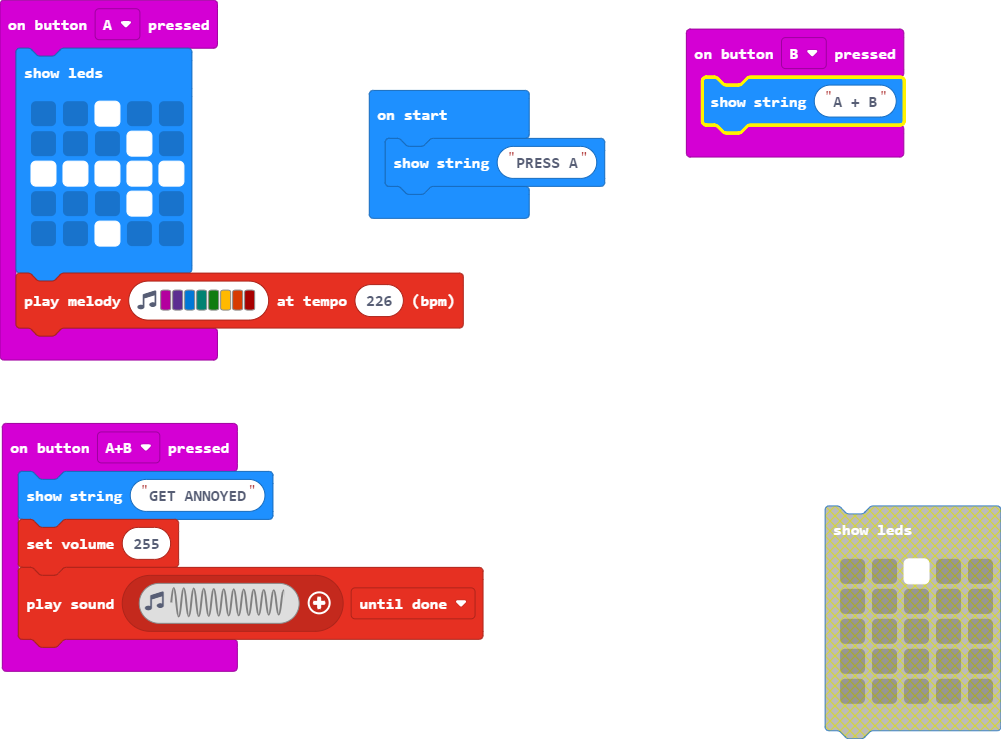 on button A pressed
show leds
play melody at tempo 226 (bpm)
on start
show string "PRESS A"
on button B pressed
show string "A + B"
on button A+B pressed
show string "GET ANNOYED"
set volume 255
play sound until done
show leds